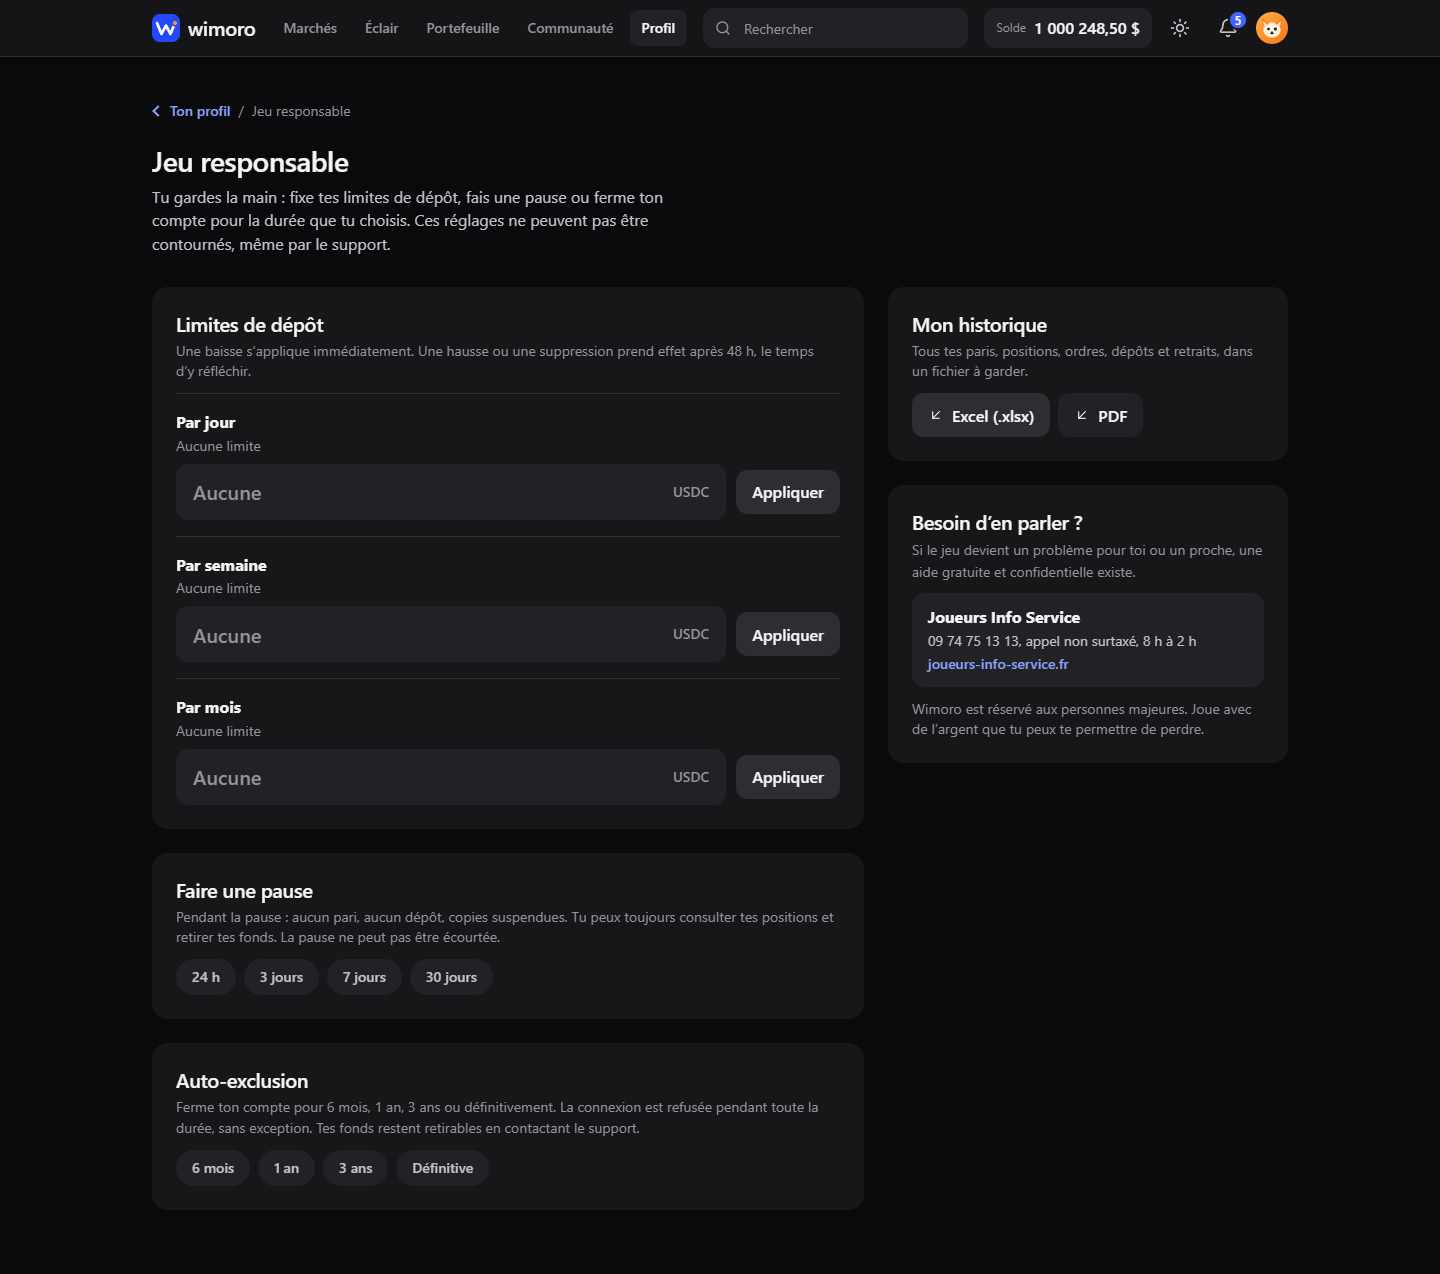 wimoro
Marchés
Éclair
Portefeuille
Communauté
Profil
Rechercher
Solde 1 000 248,50 $
5
Ton profil / Jeu responsable
Jeu responsable
Tu gardes la main : fixe tes limites de dépôt, fais une pause ou ferme ton
compte pour la durée que tu choisis. Ces réglages ne peuvent pas être
contournés, même par le support.
Limites de dépôt
Une baisse s’applique immédiatement. Une hausse ou une suppression prend effet après 48 h, le temps
d’y réfléchir.
Par jour
Aucune limite
Aucune USDC
Appliquer
Par semaine
Aucune limite
Aucune USDC
Appliquer
Par mois
Aucune limite
Aucune USDC
Appliquer
Faire une pause
Pendant la pause : aucun pari, aucun dépôt, copies suspendues. Tu peux toujours consulter tes positions et
retirer tes fonds. La pause ne peut pas être écourtée.
24 h
3 jours
7 jours
30 jours
Auto-exclusion
Ferme ton compte pour 6 mois, 1 an, 3 ans ou définitivement. La connexion est refusée pendant toute la
durée, sans exception. Tes fonds restent retirables en contactant le support.
6 mois
1 an
3 ans
Définitive
Mon historique
Tous tes paris, positions, ordres, dépôts et retraits, dans
un fichier à garder.
Excel (.xlsx)
PDF
Besoin d’en parler ?
Si le jeu devient un problème pour toi ou un proche, une
aide gratuite et confidentielle existe.
Joueurs Info Service
09 74 75 13 13, appel non surtaxé, 8 h à 2 h
joueurs-info-service.fr
Wimoro est réservé aux personnes majeures. Joue avec
de l’argent que tu peux te permettre de perdre.